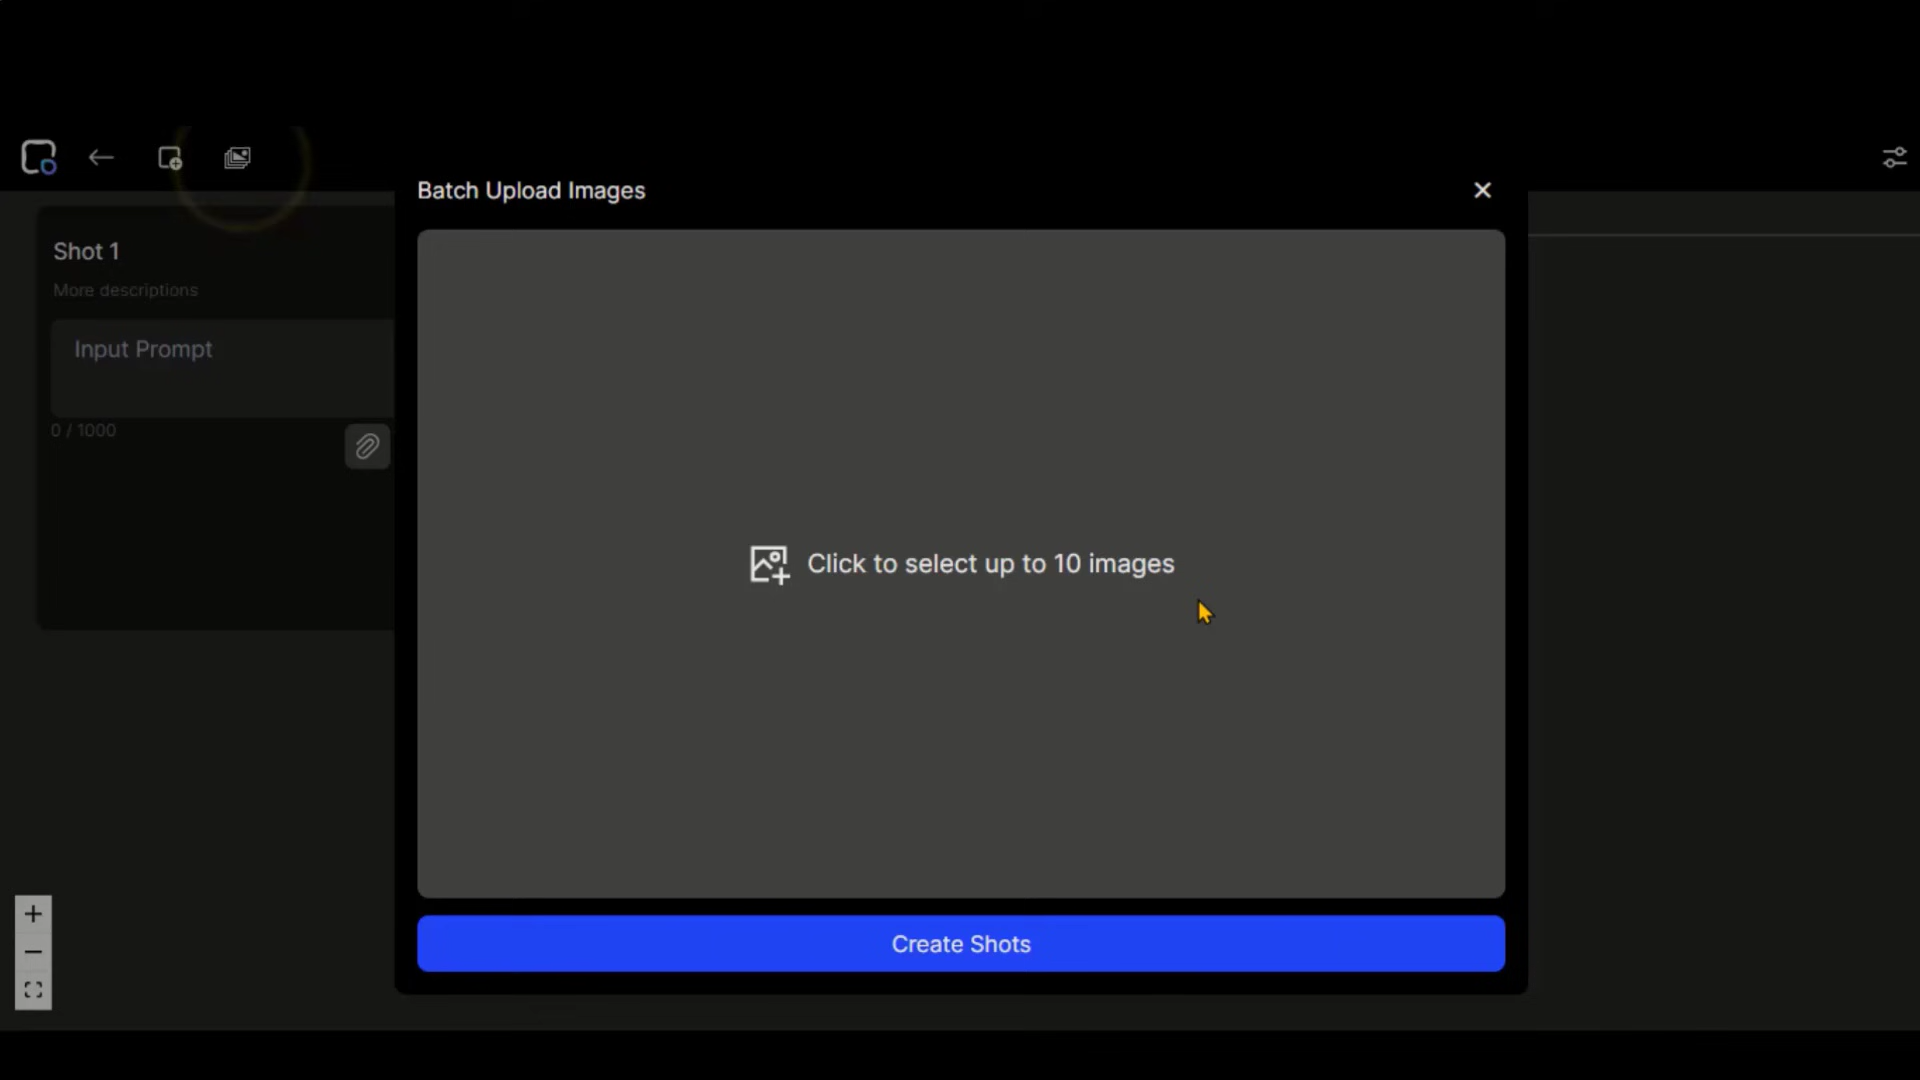 Batch Upload Images
Shot 1
More descriptions
Input Prompt
0 / 1000
Click to select up to 10 images
Create Shots